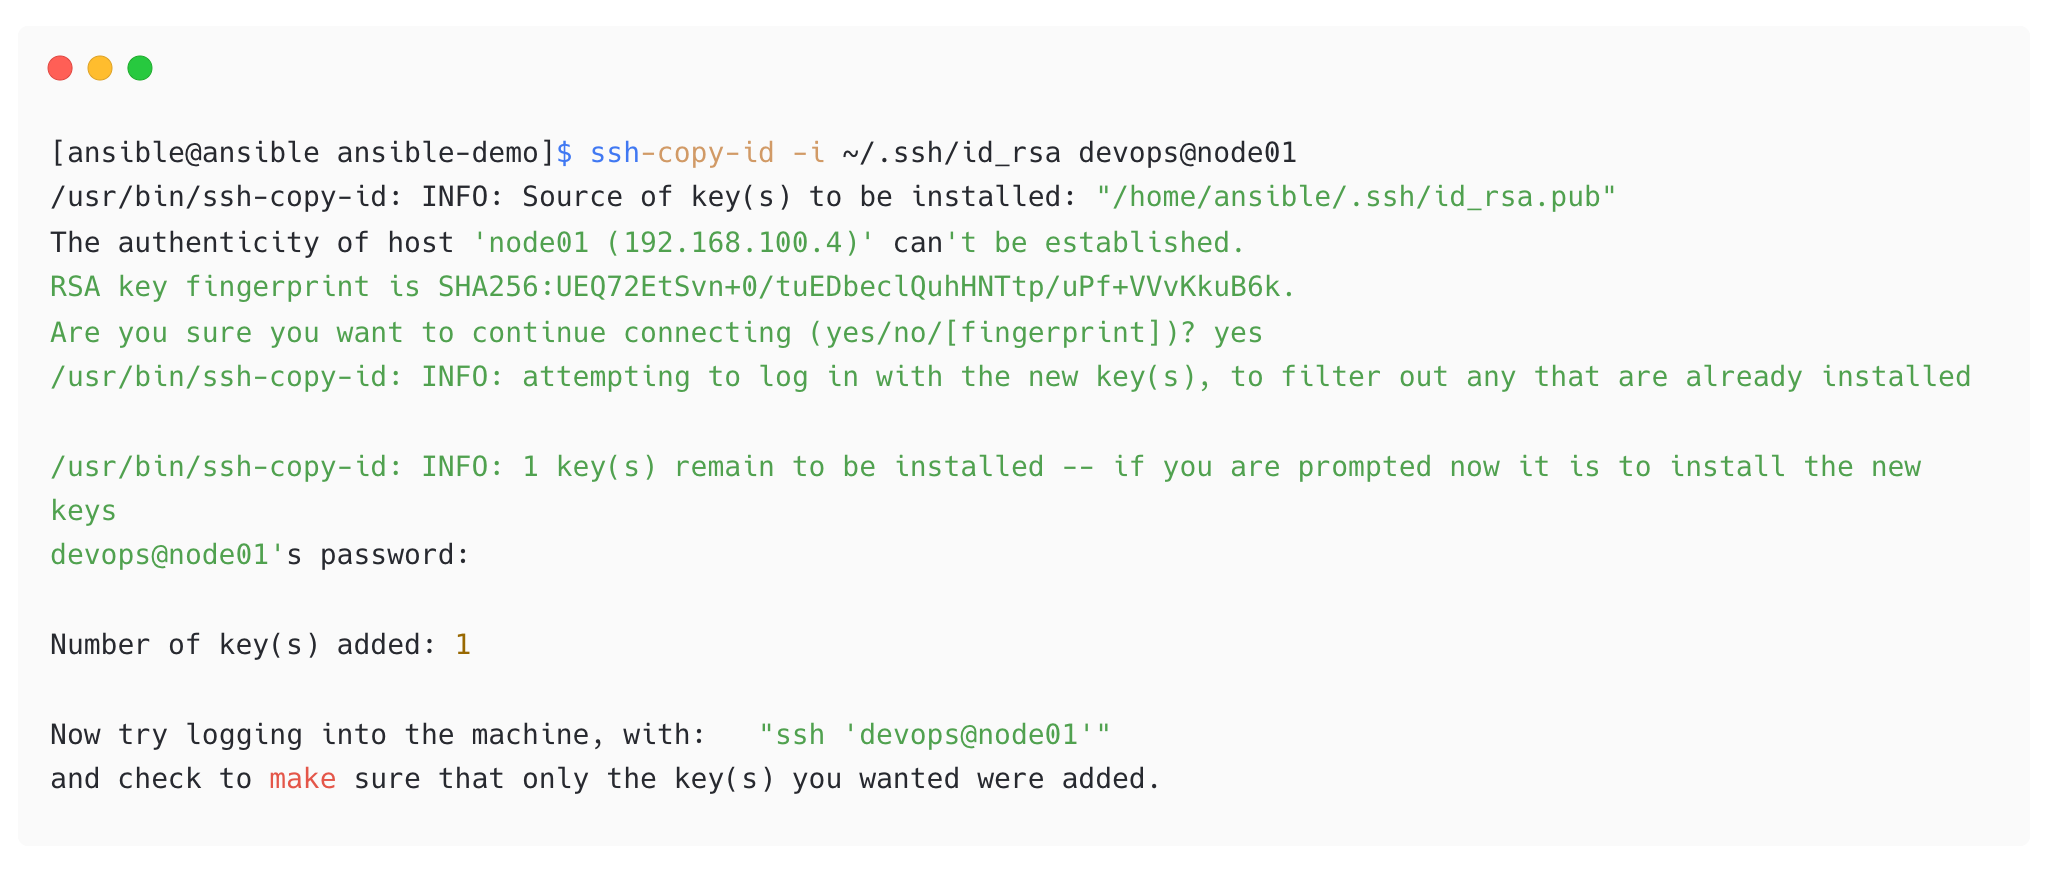 [ansible@ansible ansible-demo]$ ssh-copy-id -i ~/.ssh/id_rsa devops@node01
/usr/bin/ssh-copy-id: INFO: Source of key(s) to be installed: "/home/ansible/.ssh/id_rsa.pub"
The authenticity of host 'node01 (192.168.100.4)' can't be established.
RSA key fingerprint is SHA256:UEQ72EtSvn+0/tuEDbeclQuhHNTtp/uPf+VVvKkuB6k.
Are you sure you want to continue connecting (yes/no/[fingerprint])? yes
/usr/bin/ssh-copy-id: INFO: attempting to log in with the new key(s), to filter out any that are already installed
/usr/bin/ssh-copy-id: INFO: 1 key(s) remain to be installed -- if you are prompted now it is to install the new
keys
devops@node01's password:
Number of key(s) added: 1
Now try logging into the machine, with:   "ssh 'devops@node01'"
and check to make sure that only the key(s) you wanted were added.